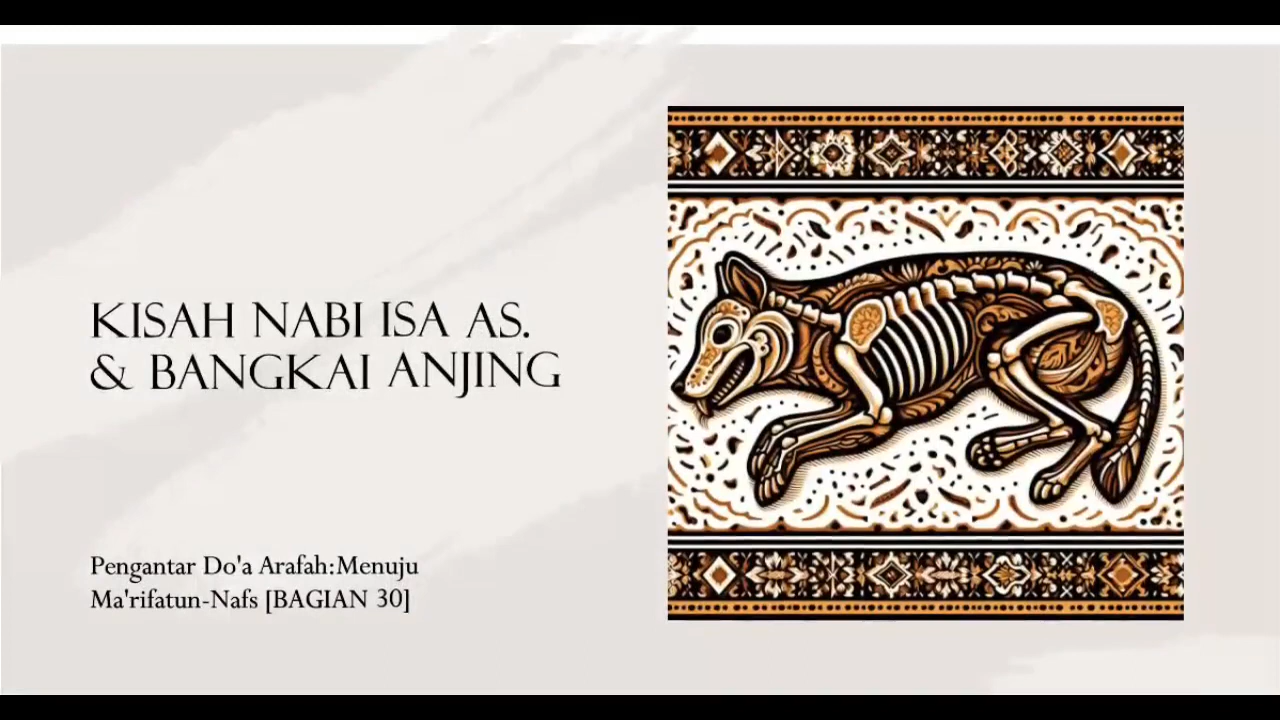 KISAH NABI ISA AS.
& BANGKAI ANJING
Pengantar Do'a Arafah:Menuju
Ma'rifatun-Nafs [BAGIAN 30]